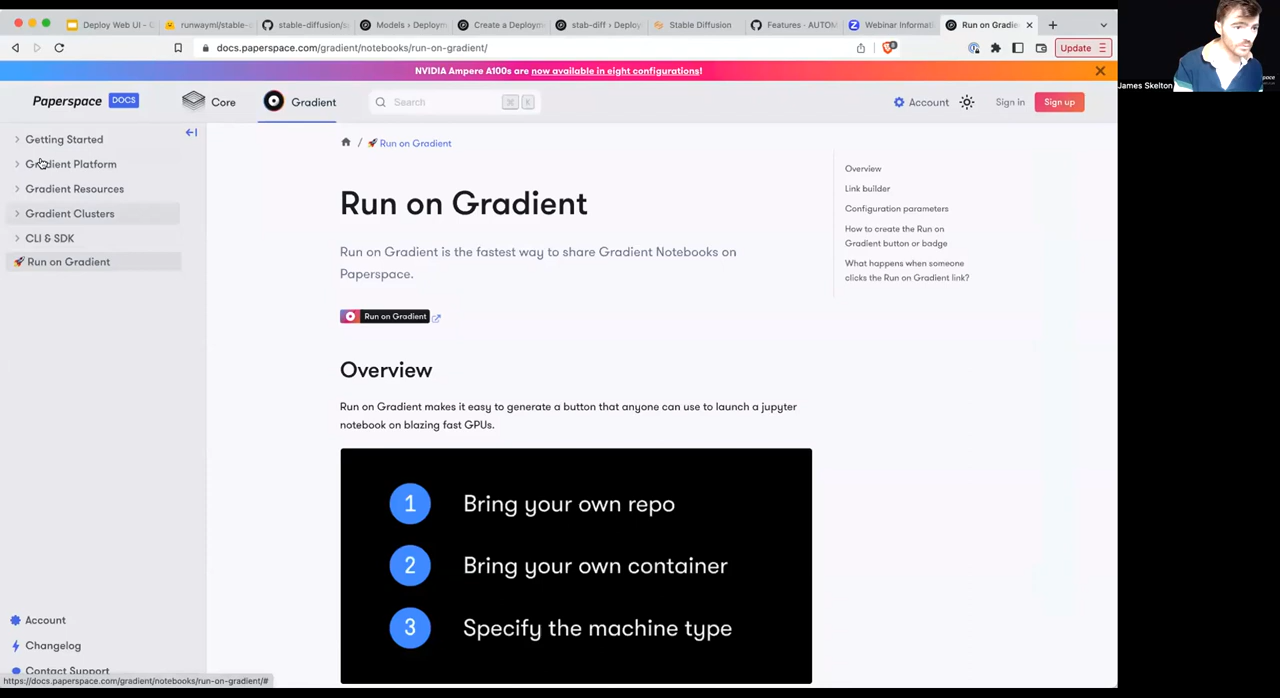 Deploy Web UI - G
runwayml/stable-
stable-diffusion/s
Models › Deploym
Create a Deploym
stab-diff › Deploy
Stable Diffusion
Features - AUTOM
Webinar Informati
Run on Gradie
docs.paperspace.com/gradient/notebooks/run-on-gradient/
Update
NVIDIA Ampere A100s are now available in eight configurations!
James Skelton
Paperspace DOCS
Core
Gradient
Search
K
Account
Sign in
Sign up
Getting Started
Gradient Platform
Gradient Resources
Gradient Clusters
CLI & SDK
Run on Gradient
/ Run on Gradient
Run on Gradient
Run on Gradient is the fastest way to share Gradient Notebooks on
Paperspace.
Run on Gradient
Overview
Run on Gradient makes it easy to generate a button that anyone can use to launch a jupyter
notebook on blazing fast GPUs.
1 Bring your own repo
2 Bring your own container
3 Specify the machine type
Overview
Link builder
Configuration parameters
How to create the Run on
Gradient button or badge
What happens when someone
clicks the Run on Gradient link?
Account
Changelog
Contact Support
https://docs.paperspace.com/gradient/notebooks/run-on-gradient/#